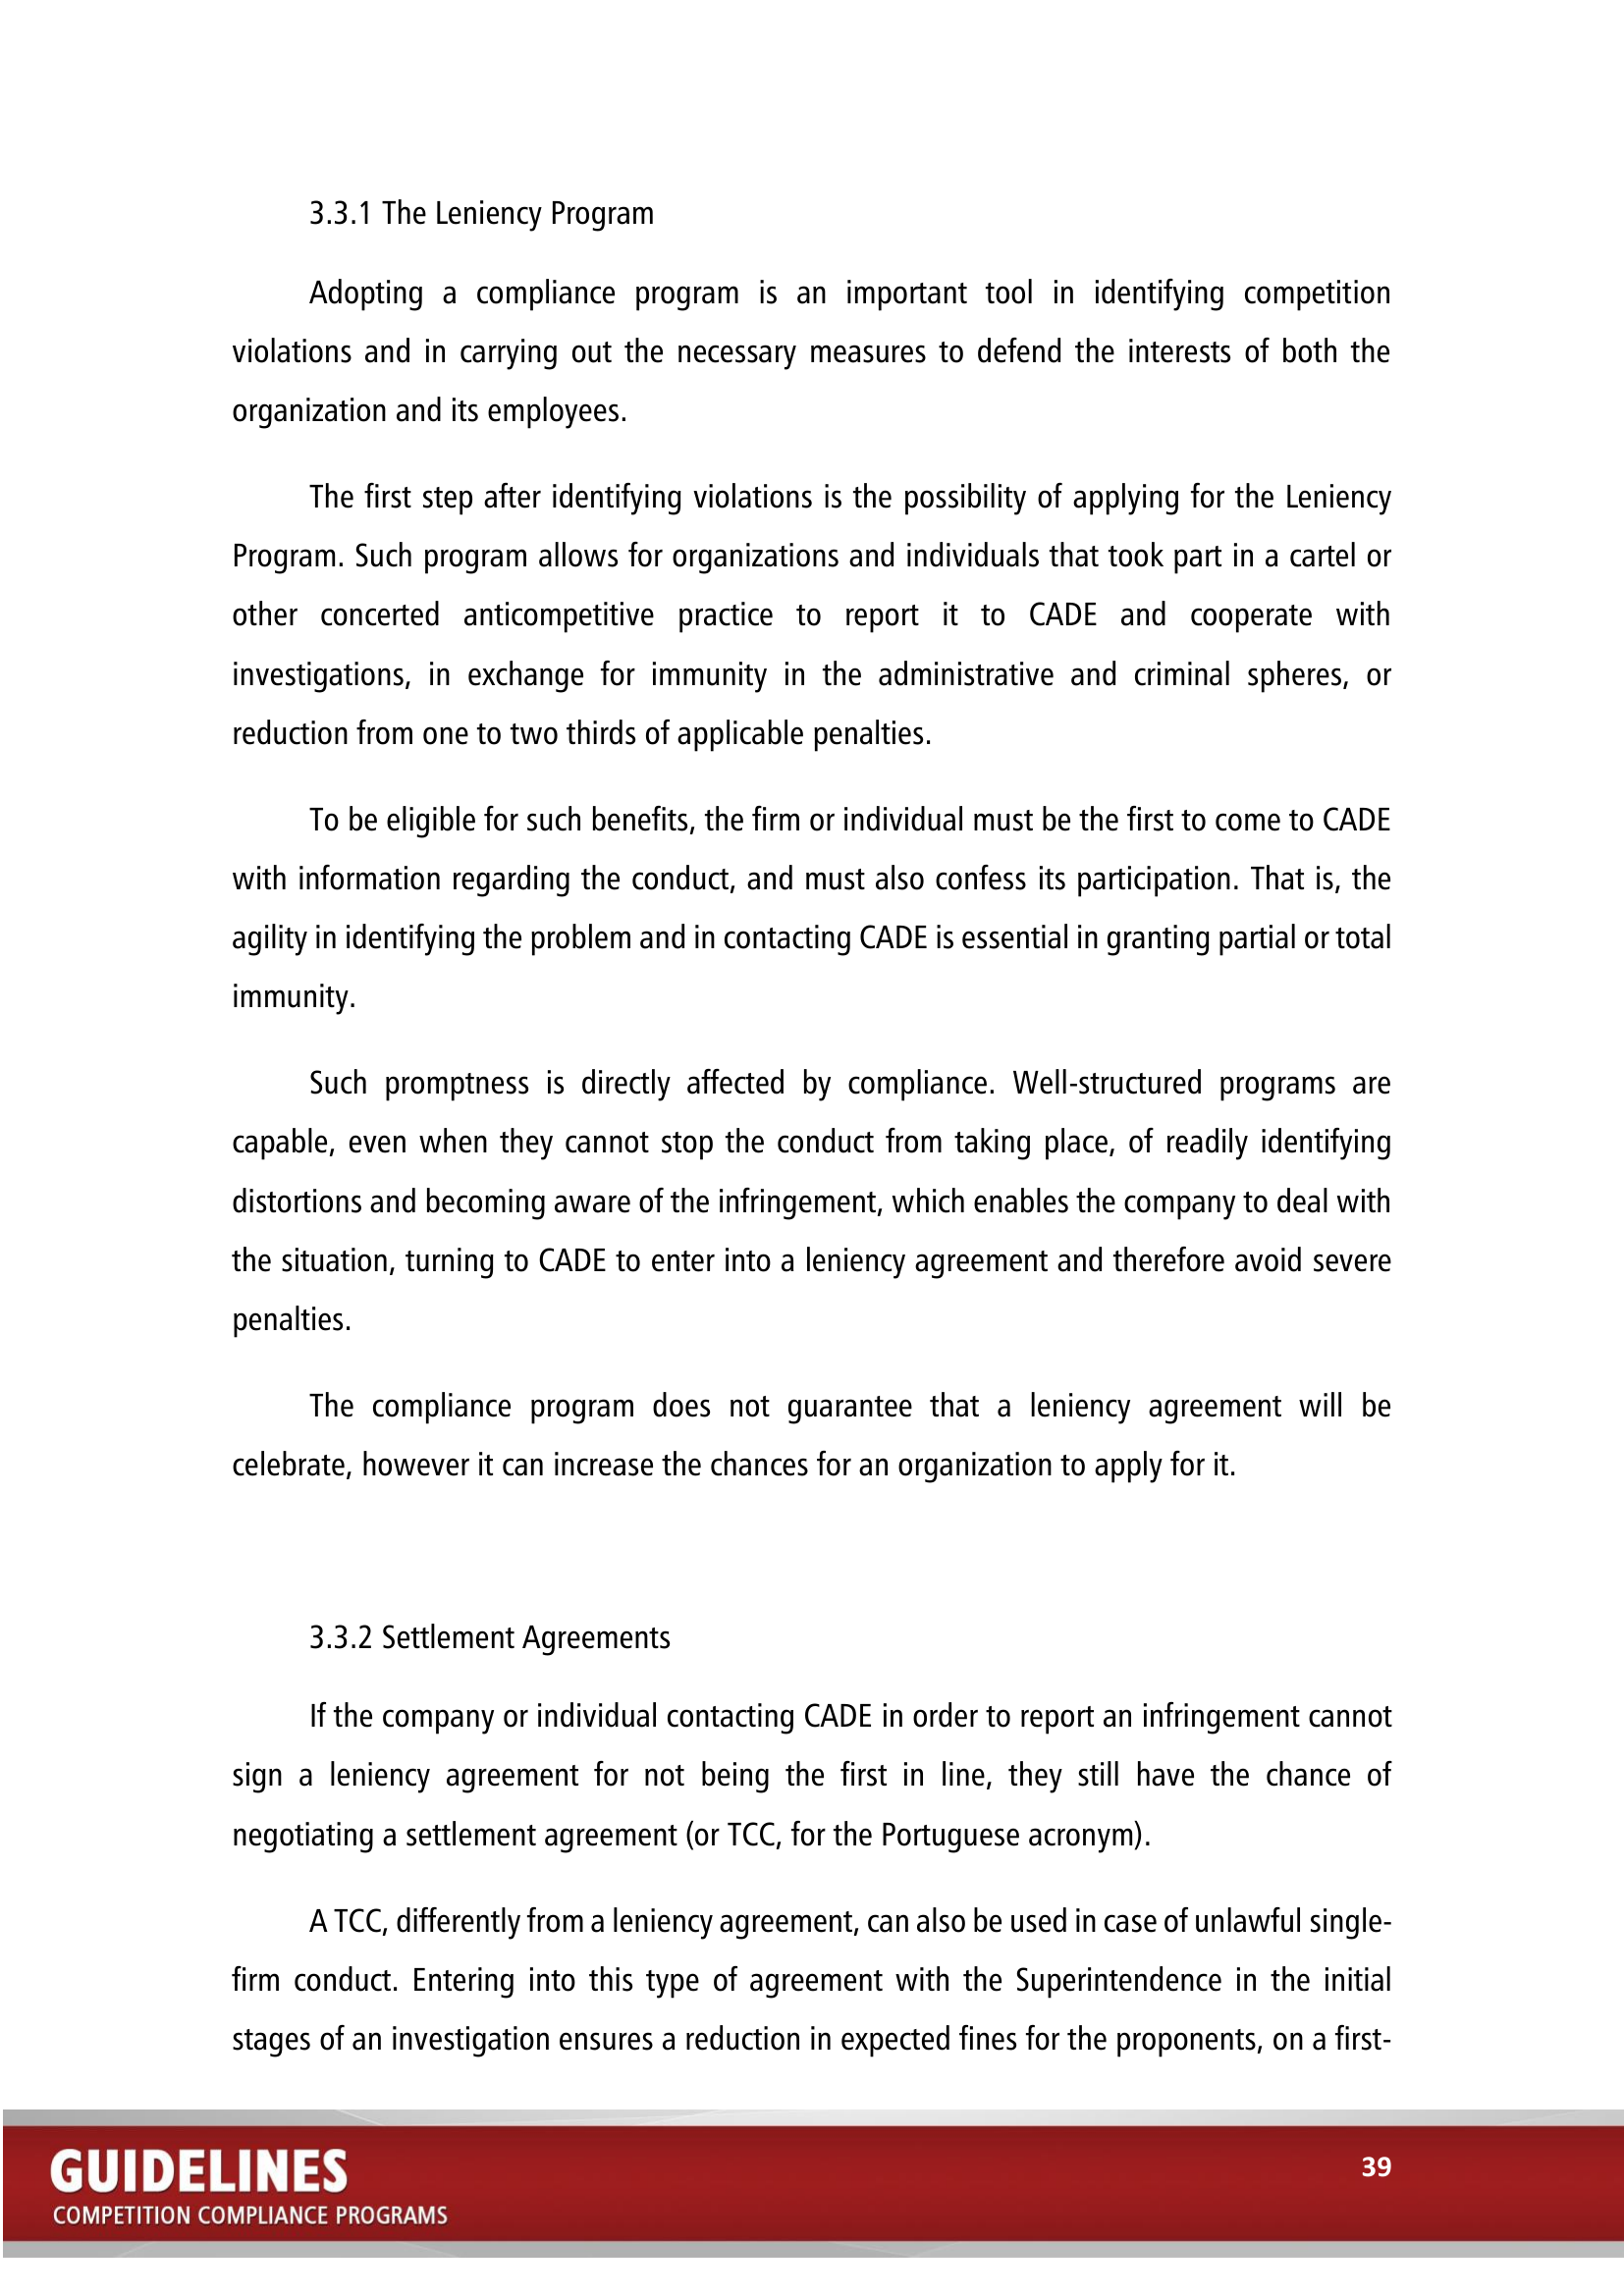 3.3.1 The Leniency Program
Adopting a compliance program is an important tool in identifying competition
violations and in carrying out the necessary measures to defend the interests of both the
organization and its employees.
The first step after identifying violations is the possibility of applying for the Leniency
Program. Such program allows for organizations and individuals that took part in a cartel or
other concerted anticompetitive practice to report it to CADE and cooperate with
investigations, in exchange for immunity in the administrative and criminal spheres, or
reduction from one to two thirds of applicable penalties.
To be eligible for such benefits, the firm or individual must be the first to come to CADE
with information regarding the conduct, and must also confess its participation. That is, the
agility in identifying the problem and in contacting CADE is essential in granting partial or total
immunity.
Such promptness is directly affected by compliance. Well-structured programs are
capable, even when they cannot stop the conduct from taking place, of readily identifying
distortions and becoming aware of the infringement, which enables the company to deal with
the situation, turning to CADE to enter into a leniency agreement and therefore avoid severe
penalties.
The compliance program does not guarantee that a leniency agreement will be
celebrate, however it can increase the chances for an organization to apply for it.
3.3.2 Settlement Agreements
If the company or individual contacting CADE in order to report an infringement cannot
sign a leniency agreement for not being the first in line, they still have the chance of
negotiating a settlement agreement (or TCC, for the Portuguese acronym).
A TCC, differently from a leniency agreement, can also be used in case of unlawful single-
firm conduct. Entering into this type of agreement with the Superintendence in the initial
stages of an investigation ensures a reduction in expected fines for the proponents, on a first-
GUIDELINES
COMPETITION COMPLIANCE PROGRAMS
39